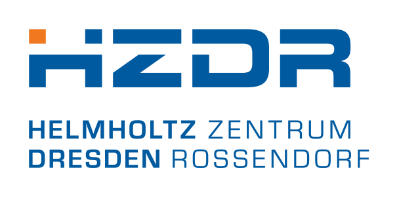 HZDR
HELMHOLTZ ZENTRUM
DRESDEN ROSSENDORF